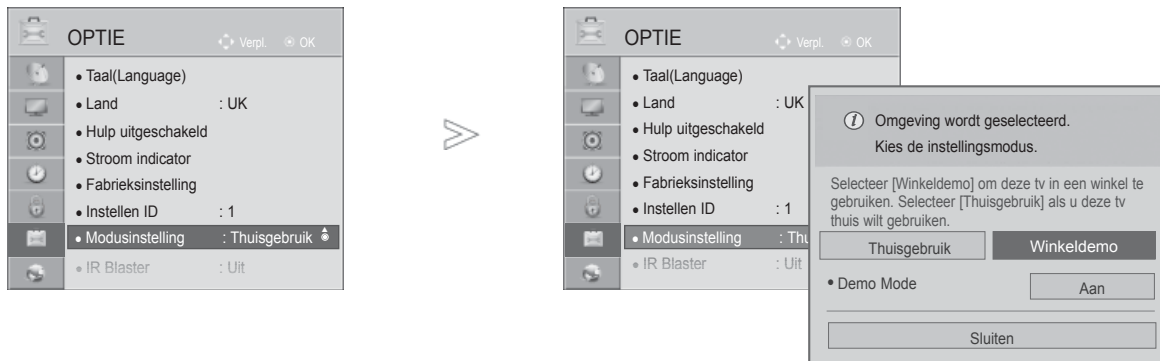 OPTIE
Verpl. OK
• Taal(Language)
• Land : UK
• Hulp uitgeschakeld
• Stroom indicator
• Fabrieksinstelling
• Instellen ID : 1
• Modusinstelling : Thuisgebruik
• IR Blaster : Uit
OPTIE
Verpl. OK
• Taal(Language)
• Land : UK
• Hulp uitgeschakeld
• Stroom indicator
• Fabrieksinstelling
• Instellen ID : 1
• Modusinstelling : Thu
• IR Blaster : Uit
Omgeving wordt geselecteerd.
Kies de instellingsmodus.
Selecteer [Winkeldemo] om deze tv in een winkel te
gebruiken. Selecteer [Thuisgebruik] als u deze tv
thuis wilt gebruiken.
Thuisgebruik Winkeldemo
• Demo Mode Aan
Sluiten